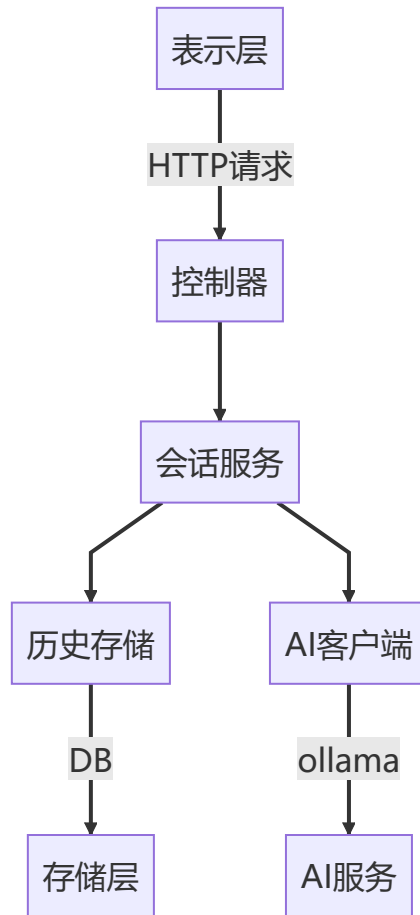 表示层
HTTP请求
控制器
会话服务
历史存储
AI客户端
DB
ollama
存储层
AI服务